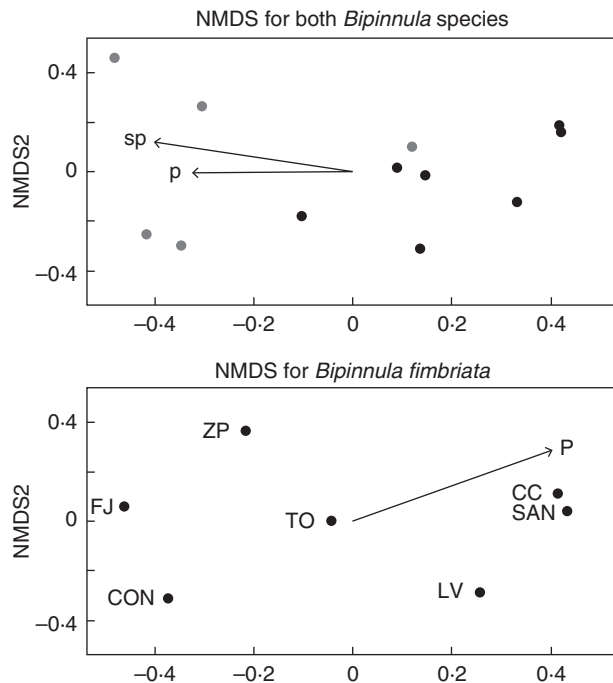 NMDS for both Bipinnula species
NMDS2
0·4
0
−0·4
sp
p
−0·4 −0·2 0 0·2 0·4
NMDS for Bipinnula fimbriata
NMDS2
0·4
0
−0·4
ZP
P
FJ
TO
CC
SAN
CON
LV
−0·4 −0·2 0 0·2 0·4